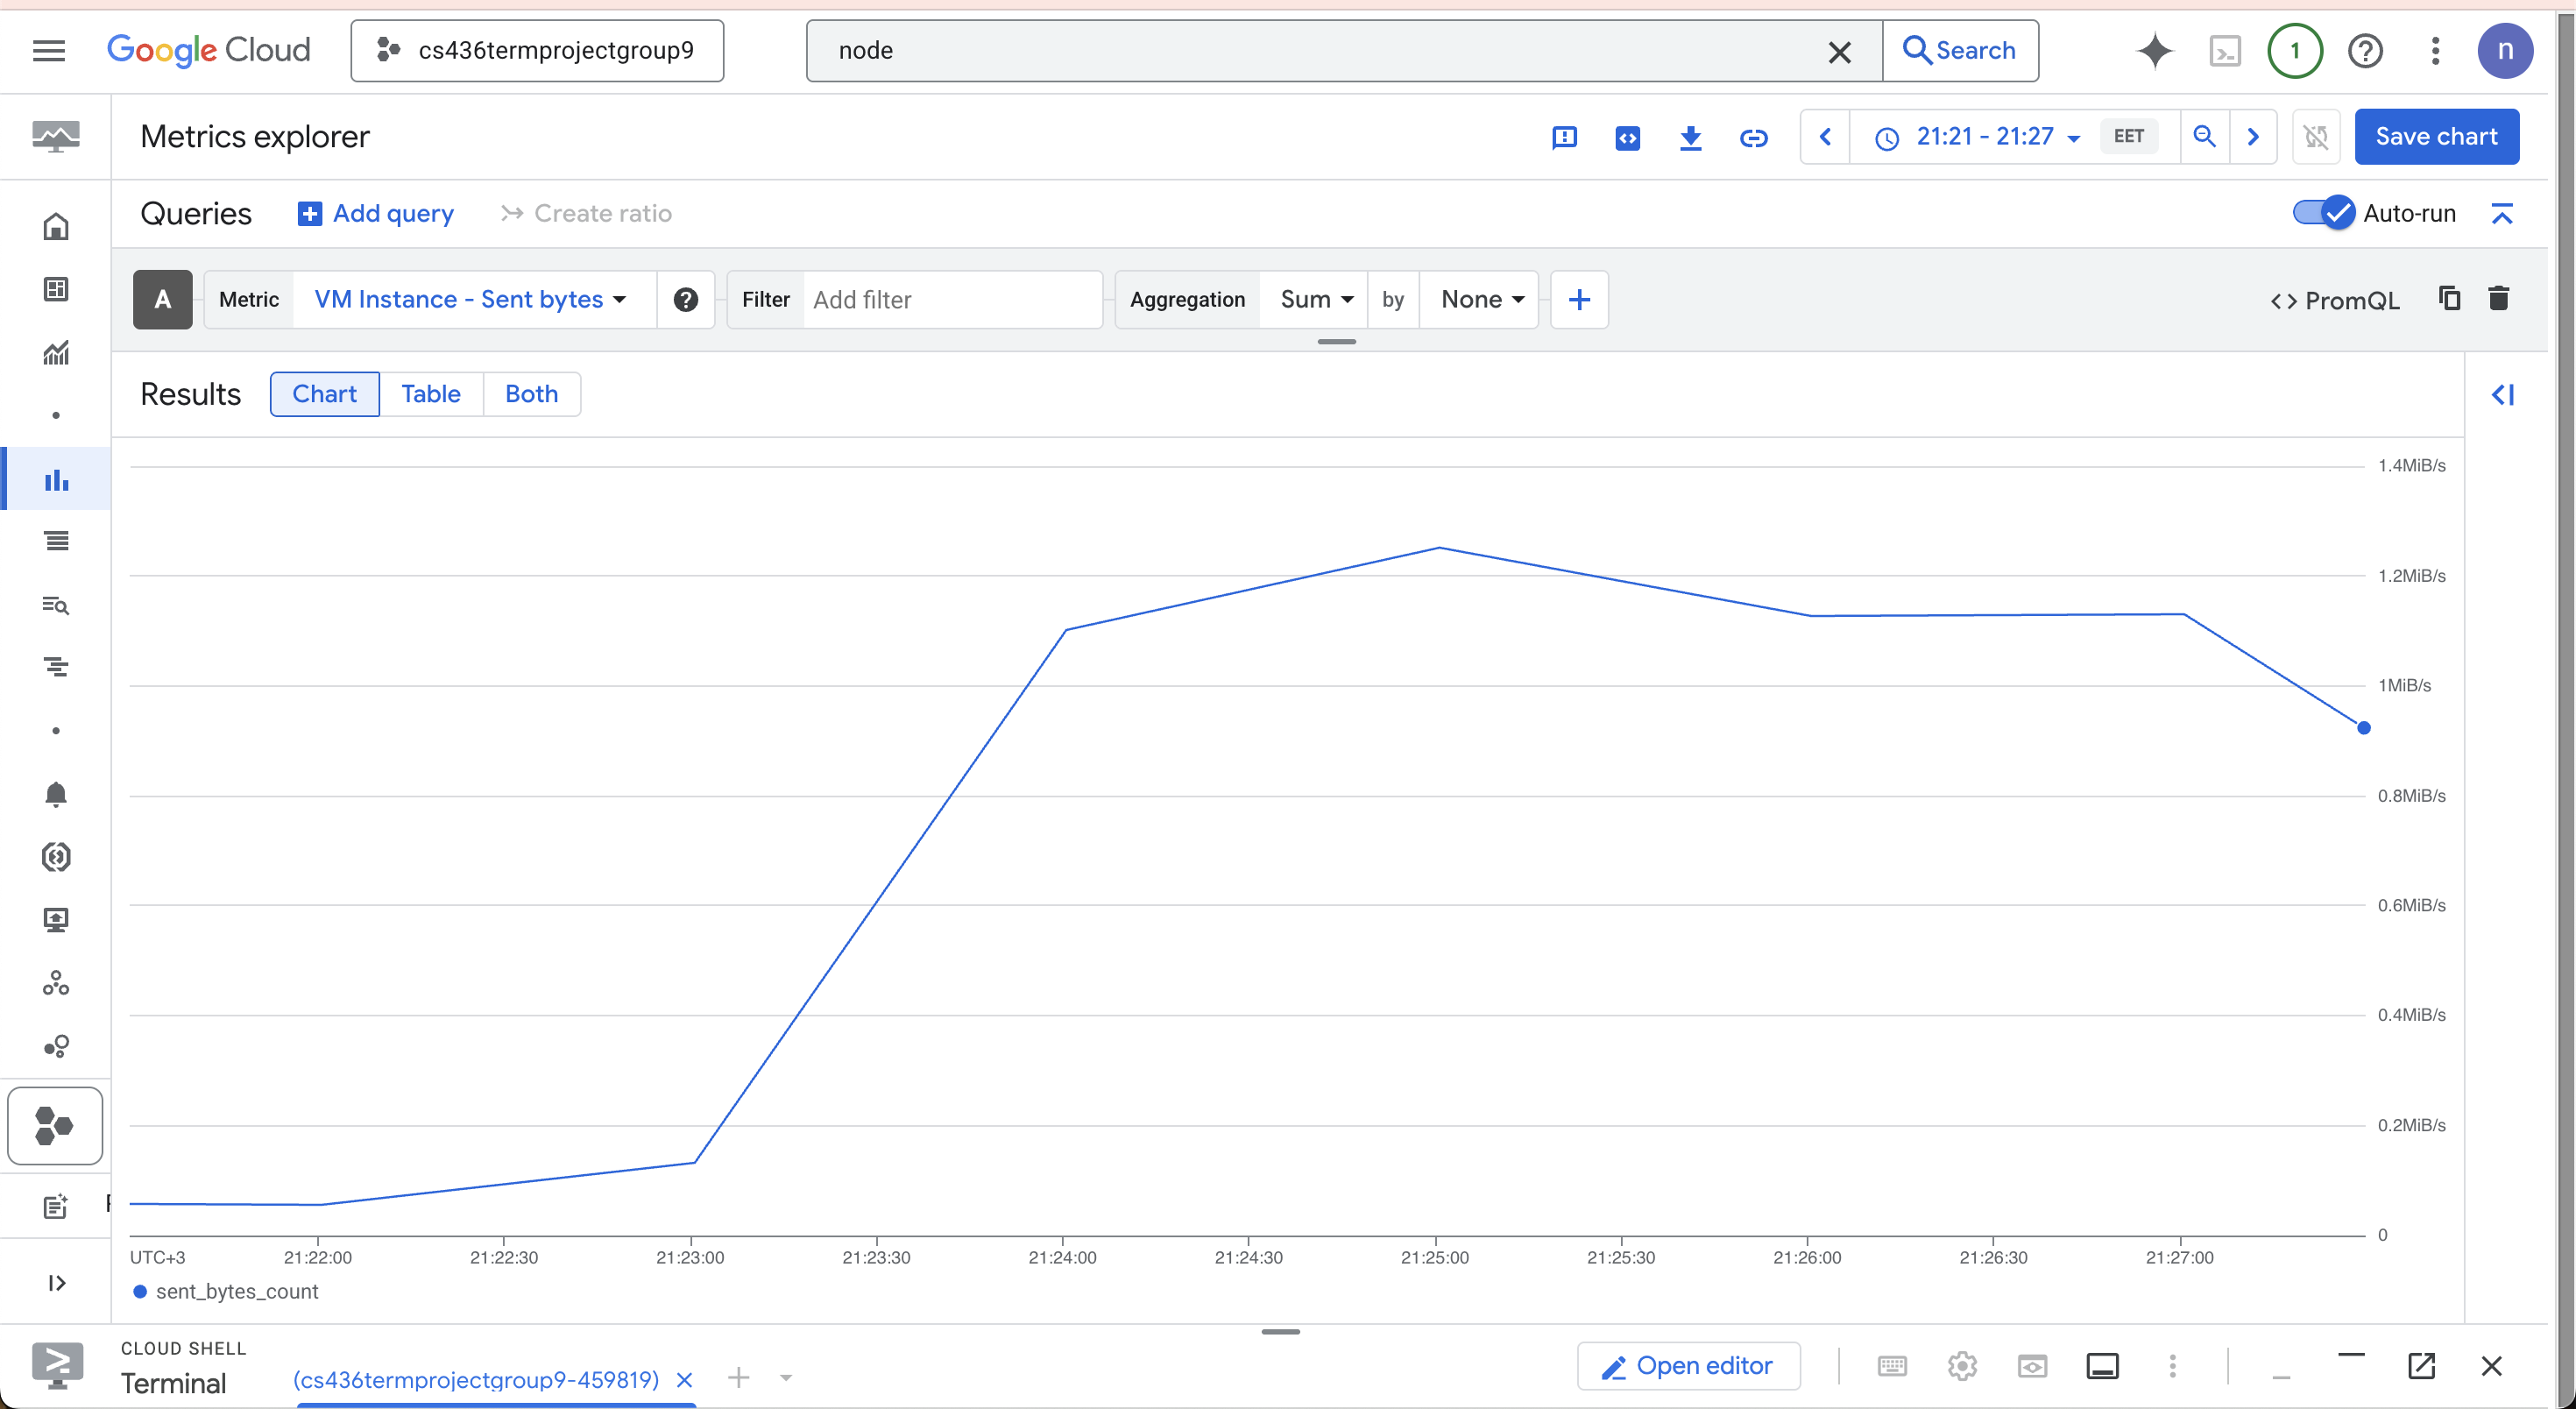 Google Cloud
cs436termprojectgroup9
node
Search
1
n
Metrics explorer
21:21 - 21:27
EET
Save chart
Queries
Add query
Create ratio
Auto-run
A
Metric
VM Instance - Sent bytes
Filter
Add filter
Aggregation
Sum
by
None
PromQL
Results
Chart
Table
Both
1.4MiB/s
1.2MiB/s
1MiB/s
0.8MiB/s
0.6MiB/s
0.4MiB/s
0.2MiB/s
0
UTC+3
21:22:00
21:22:30
21:23:00
21:23:30
21:24:00
21:24:30
21:25:00
21:25:30
21:26:00
21:26:30
21:27:00
sent_bytes_count
CLOUD SHELL
Terminal
(cs436termprojectgroup9-459819)
Open editor